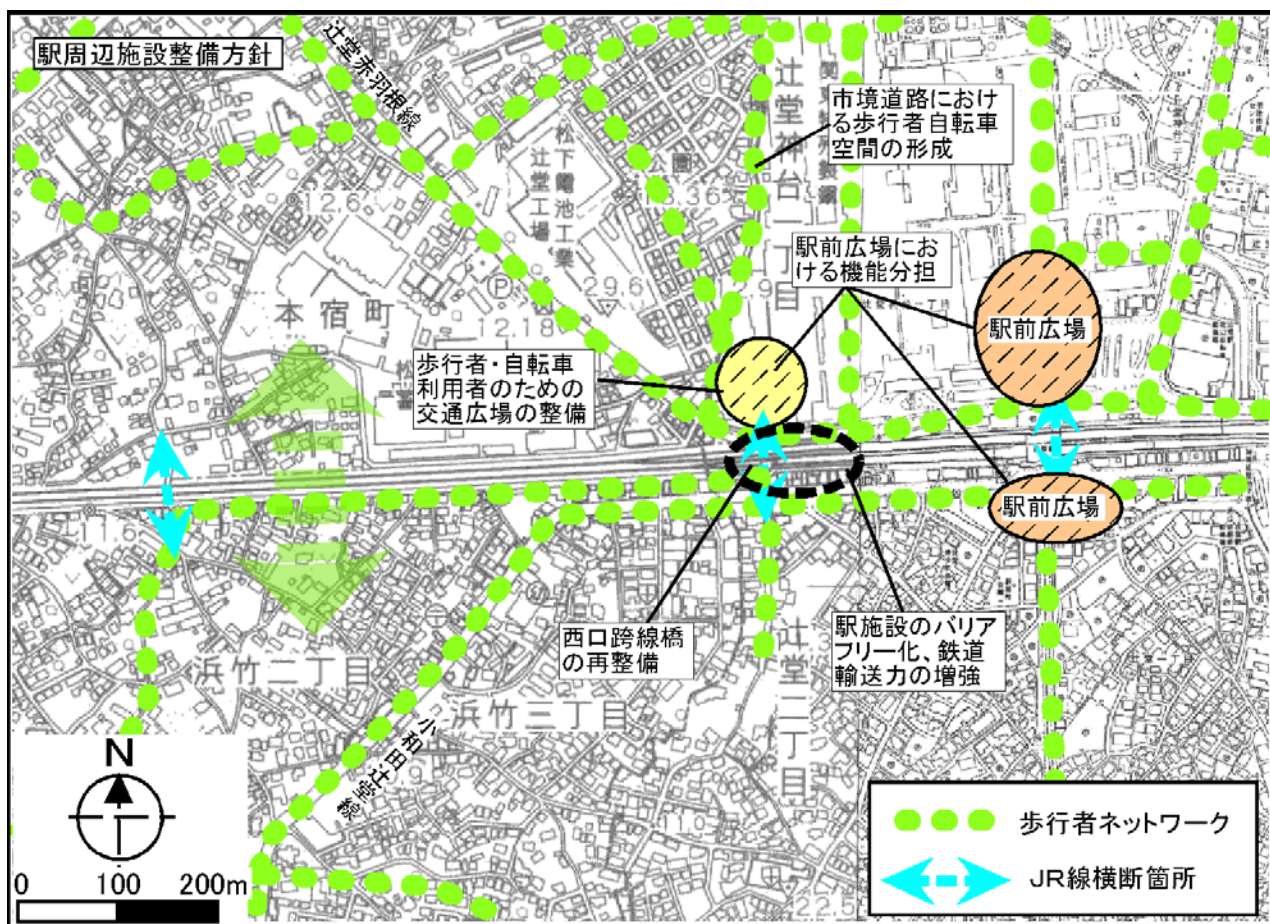 駅周辺施設整備方針
辻堂赤羽根線
松下電池工業
辻堂工場
市境道路におけ
る歩行者自転車
空間の形成
辻堂神台一丁目
駅前広場にお
ける機能分担
本宿町
12.6
29.6
12.18
歩行者・自転車
利用者のための
交通広場の整備
駅前広場
駅前広場
西口跨線橋
の再整備
駅施設のバリア
フリー化、鉄道
輸送力の増強
浜竹二丁目
浜竹三丁目
辻堂二丁目
小和田辻堂線
N
0 100 200m
歩行者ネットワーク
JR線横断箇所
22.5